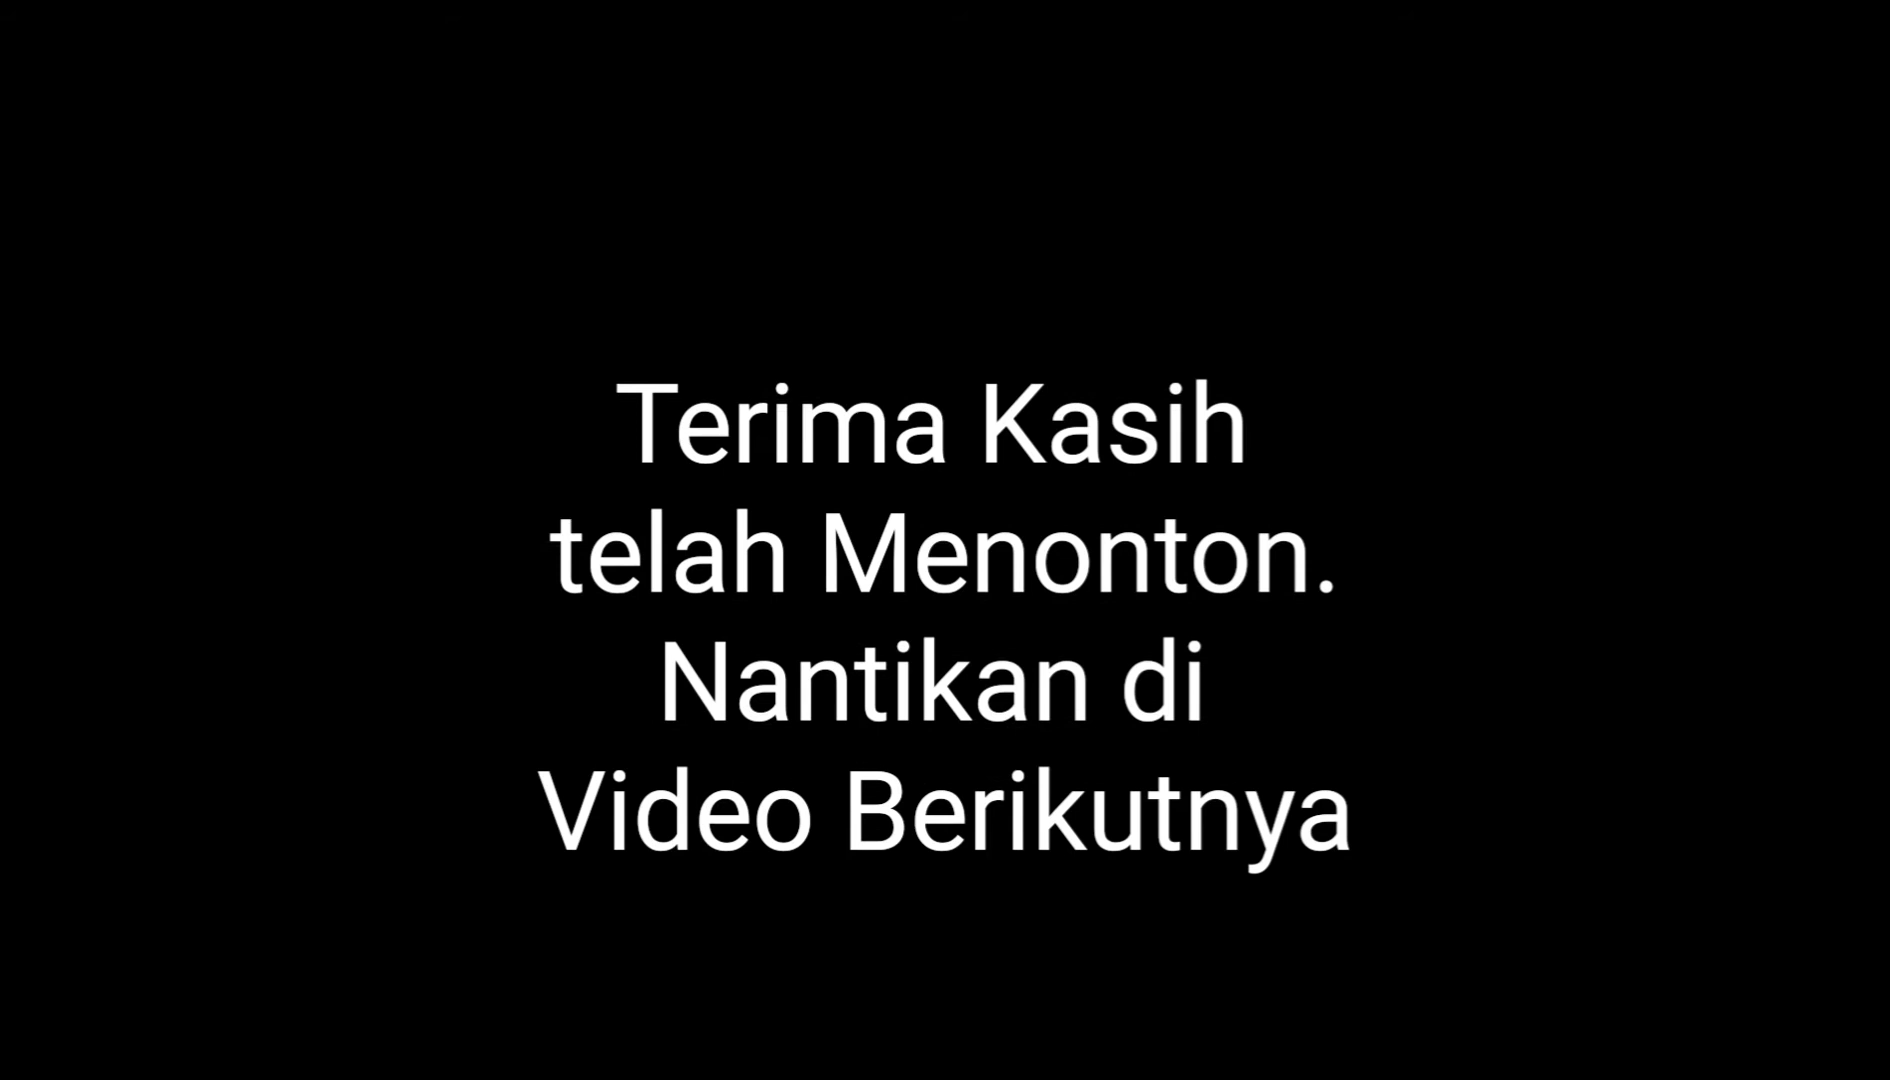 Terima Kasih
telah Menonton.
Nantikan di
Video Berikutnya